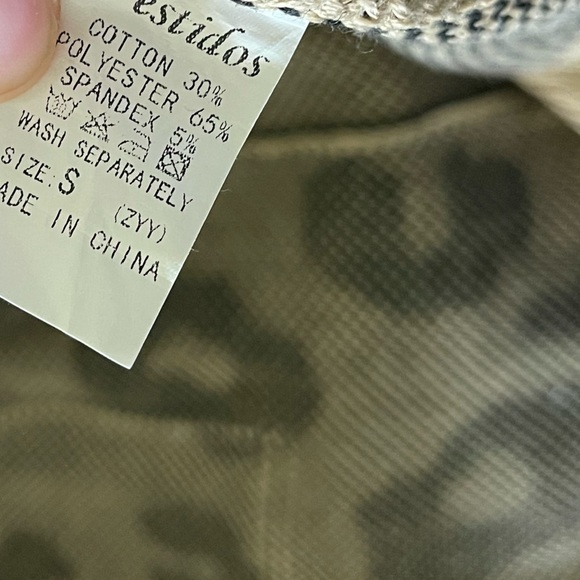 estidos
COTTON 30%
POLYESTER 65%
SPANDEX 5%
WASH SEPARATELY
SIZE: S
(ZYY)
ADE IN CHINA